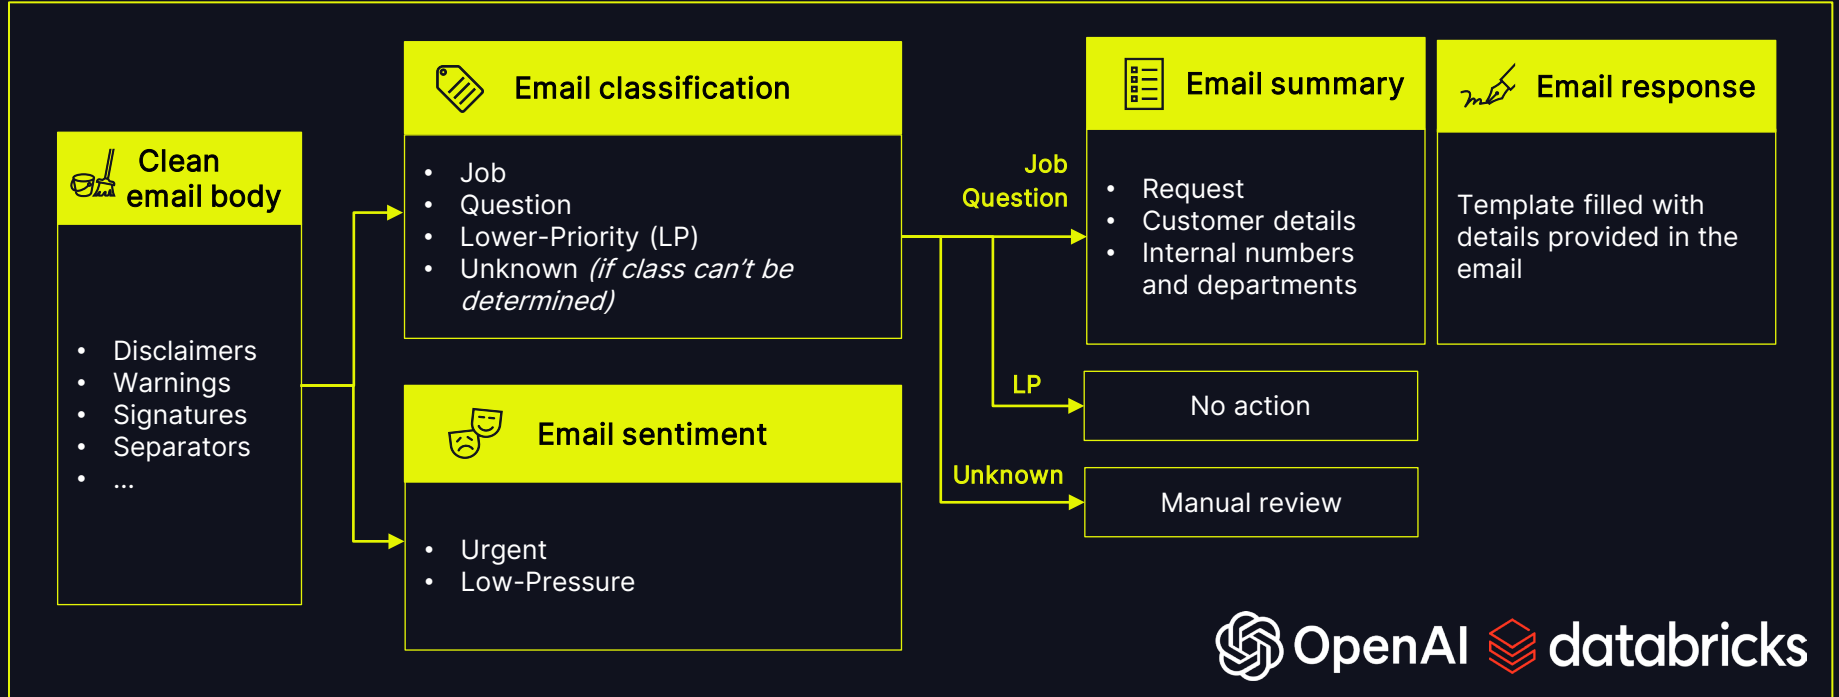 Clean
email body
• Disclaimers
• Warnings
• Signatures
• Separators
• ...
Email classification
• Job
• Question
• Lower-Priority (LP)
• Unknown (if class can't be
determined)
Email sentiment
• Urgent
• Low-Pressure
Job
Question
LP
Unknown
Email summary
• Request
• Customer details
• Internal numbers
and departments
Email response
Template filled with
details provided in the
email
No action
Manual review
OpenAI
databricks